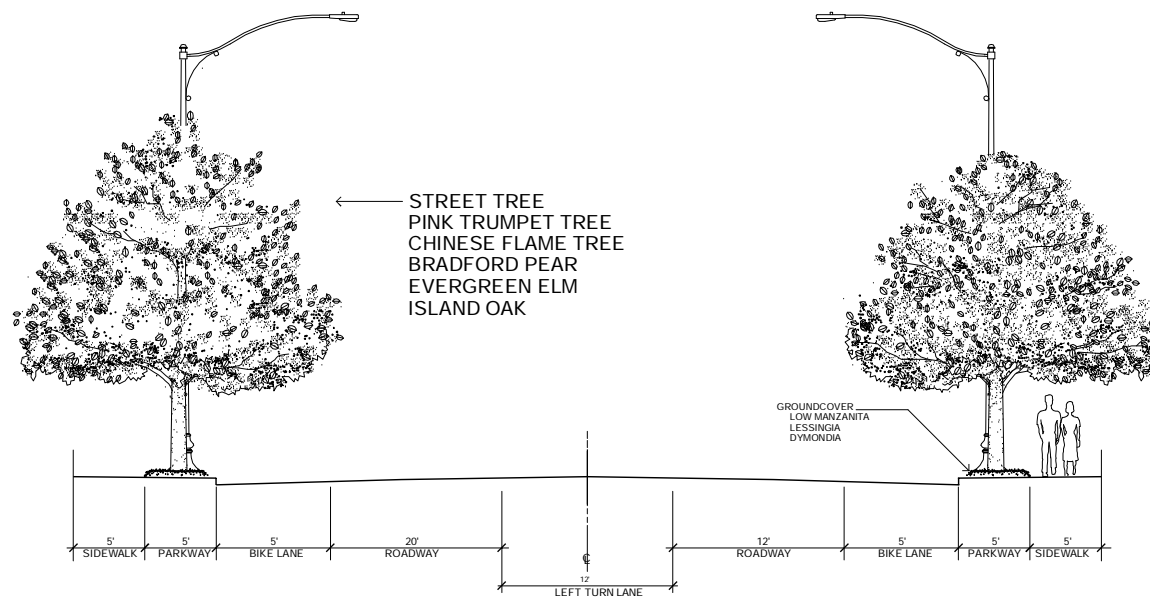 STREET TREE
PINK TRUMPET TREE
CHINESE FLAME TREE
BRADFORD PEAR
EVERGREEN ELM
ISLAND OAK
GROUNDCOVER
LOW MANZANITA
LESSINGIA
DYMONDIA
5' 5' 5' 20' 12' 5' 5' 5'
SIDEWALK PARKWAY BIKE LANE ROADWAY ROADWAY BIKE LANE PARKWAY SIDEWALK
℄
12'
LEFT TURN LANE